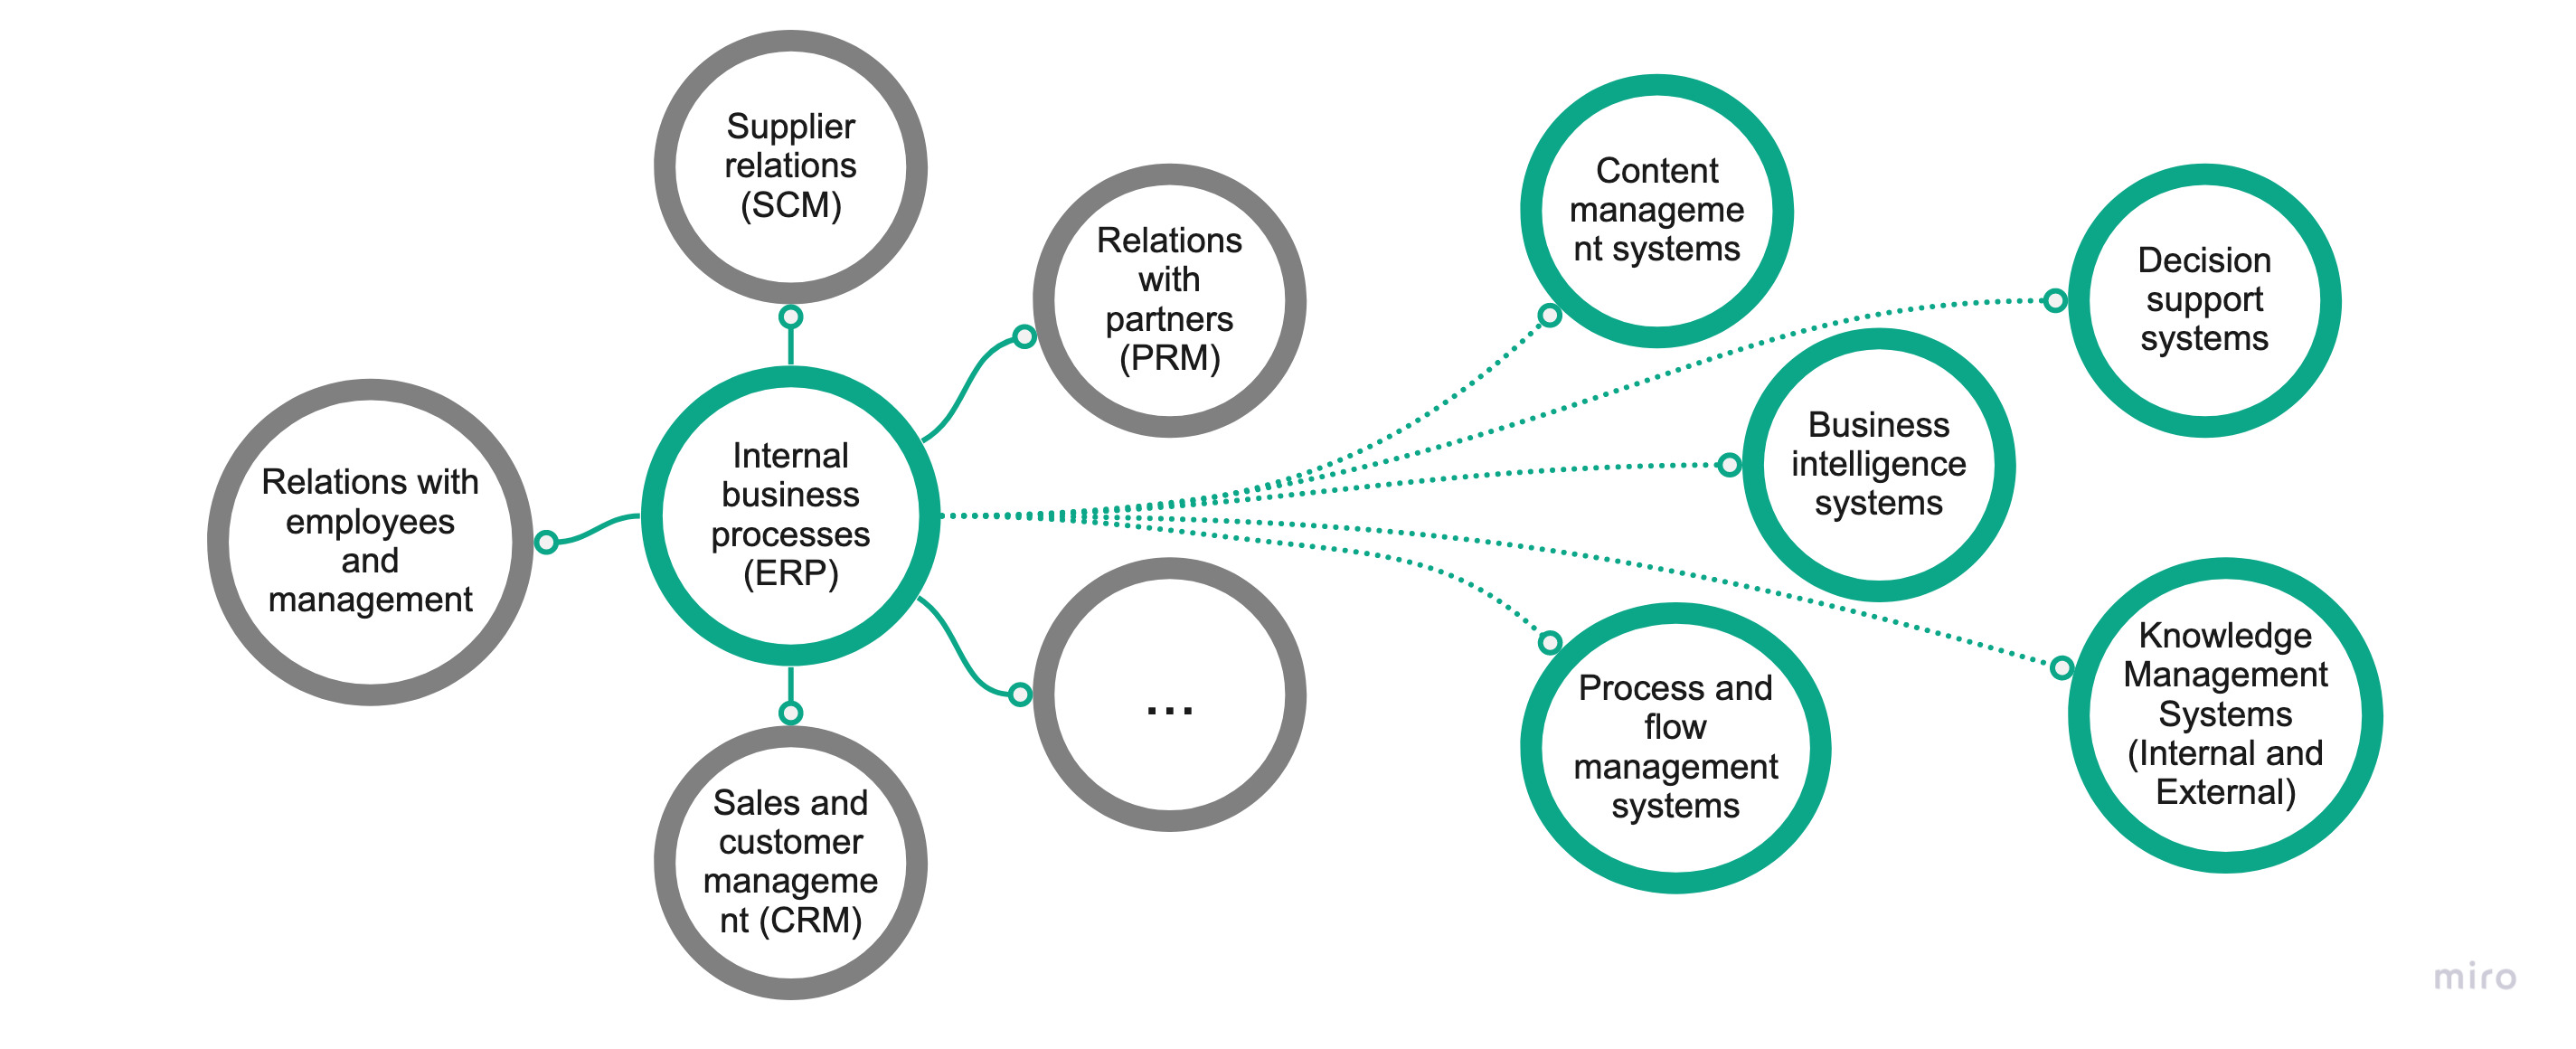 Supplier
relations
(SCM)
Relations
with
partners
(PRM)
Relations with
employees
and
management
Internal
business
processes
(ERP)
...
Sales and
customer
manageme
nt (CRM)
Content
manageme
nt systems
Decision
support
systems
Business
intelligence
systems
Process and
flow
management
systems
Knowledge
Management
Systems
(Internal and
External)
miro